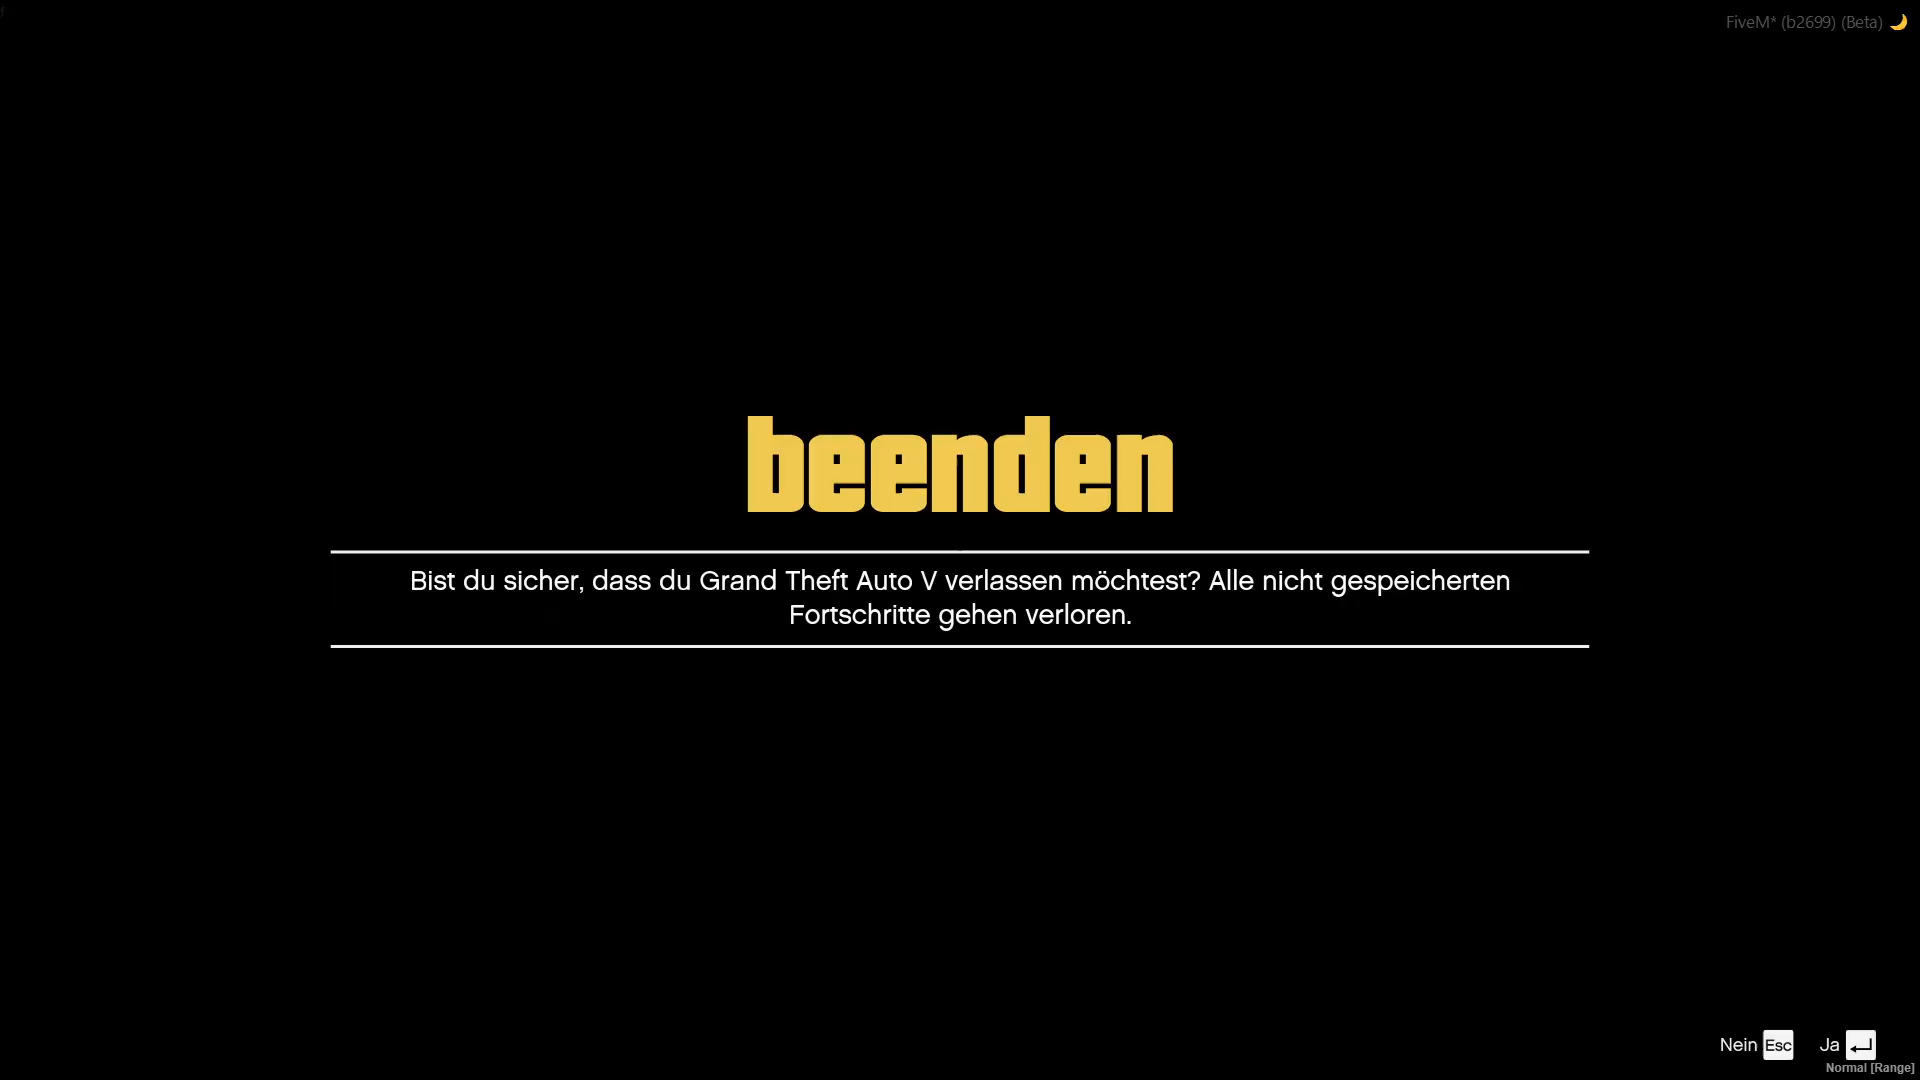 FiveM* (b2699) (Beta) 🌙
beenden
Bist du sicher, dass du Grand Theft Auto V verlassen möchtest? Alle nicht gespeicherten
Fortschritte gehen verloren.
Nein Esc Ja
Normal [Range]